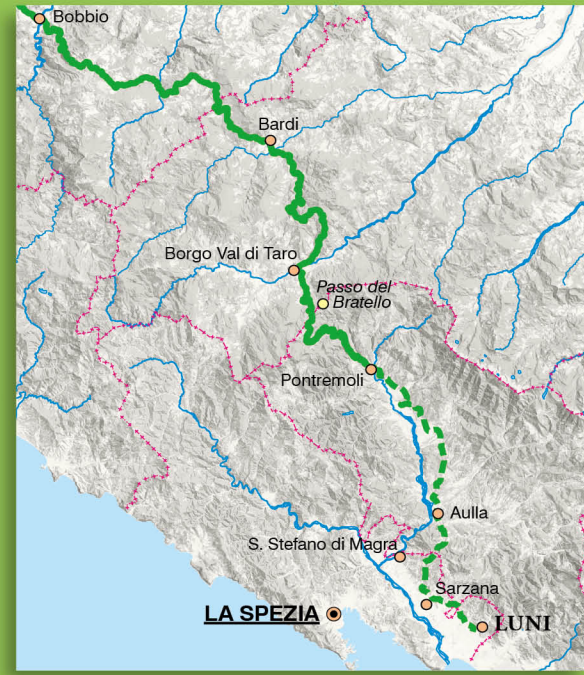 Bobbio
Bardi
Borgo Val di Taro
Passo del
Bratello
Pontremoli
Aulla
S. Stefano di Magra
Sarzana
LA SPEZIA
LUNI